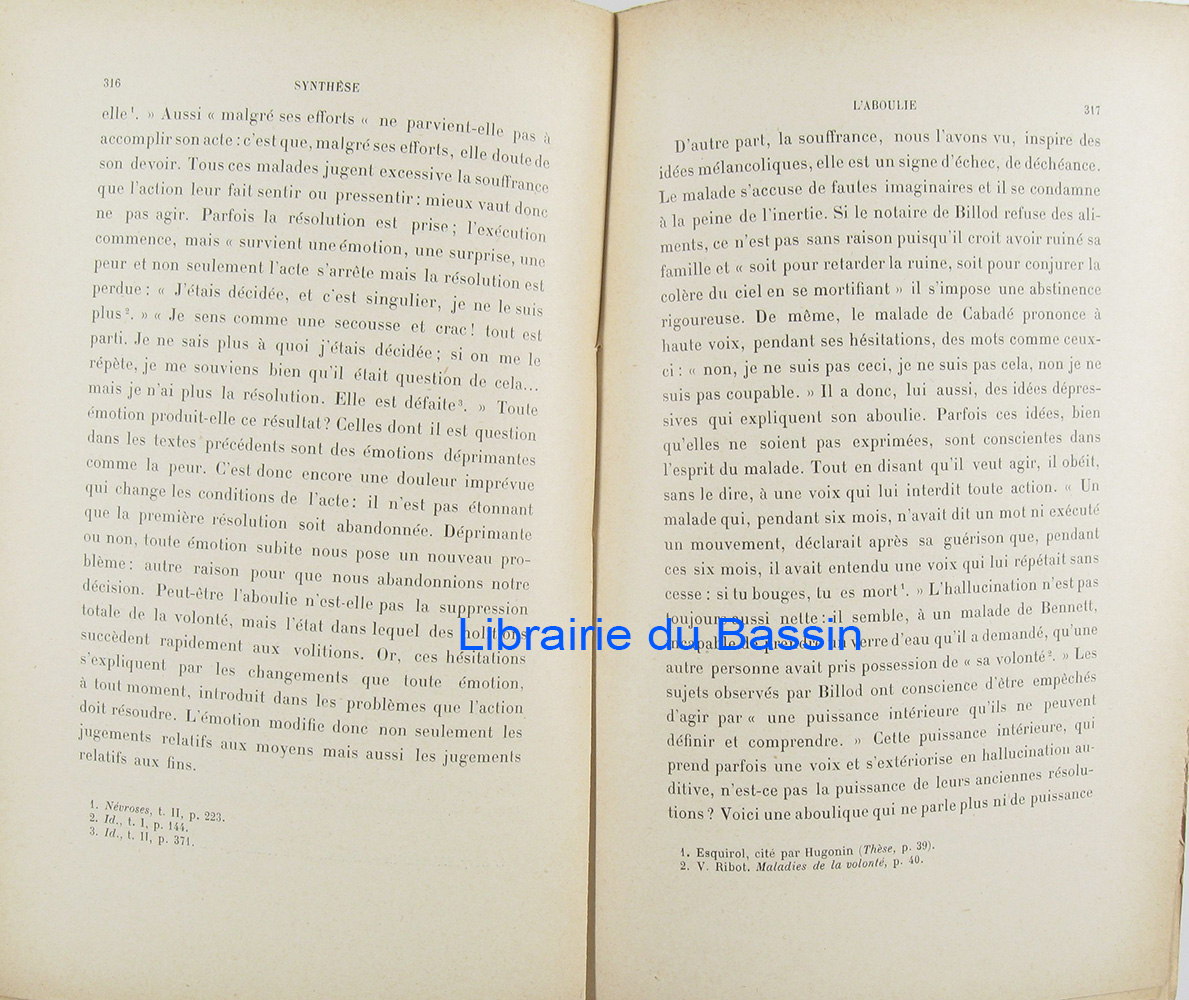 316
SYNTHÈSE
elle¹. » Aussi « malgré ses efforts « ne parvient-elle pas à
accomplir son acte : c'est que, malgré ses efforts, elle doute de
son devoir. Tous ces malades jugent excessive la souffrance
que l'action leur fait sentir ou pressentir : mieux vaut donc
ne pas agir. Parfois la résolution est prise ; l'exécution
commence, mais « survient une émotion, une surprise, une
peur et non seulement l'acte s'arrête mais la résolution est
perdue : « J'étais décidée, et c'est singulier, je ne le suis
plus². » « Je sens comme une secousse et crac! tout est
parti. Je ne sais plus à quoi j'étais décidée ; si on me le
répète, je me souviens bien qu'il était question de cela...
mais je n'ai plus la résolution. Elle est défaite³. » Toute
émotion produit-elle ce résultat? Celles dont il est question
dans les textes précédents sont des émotions déprimantes
comme la peur. C'est donc encore une douleur imprévue
qui change les conditions de l'acte : il n'est pas étonnant
que la première résolution soit abandonnée. Déprimante
ou non, toute émotion subite nous pose un nouveau pro-
blème : autre raison pour que nous abandonnions notre
décision. Peut-être l'aboulie n'est-elle pas la suppression
totale de la volonté, mais l'état dans lequel des nolitions
succèdent rapidement aux volitions. Or, ces hésitations
s'expliquent par les changements que toute émotion,
à tout moment, introduit dans les problèmes que l'action
doit résoudre. L'émotion modifie donc non seulement les
jugements relatifs aux moyens mais aussi les jugements
relatifs aux fins.
1. Névroses, t. II, p. 223.
2. Id., t. I, p. 144.
3. Id., t. II, p. 371.
L'ABOULIE
317
D'autre part, la souffrance, nous l'avons vu, inspire des
idées mélancoliques, elle est un signe d'échec, de déchéance.
Le malade s'accuse de fautes imaginaires et il se condamne
à la peine de l'inertie. Si le notaire de Billod refuse des ali-
ments, ce n'est pas sans raison puisqu'il croit avoir ruiné sa
famille et « soit pour retarder la ruine, soit pour conjurer la
colère du ciel en se mortifiant » il s'impose une abstinence
rigoureuse. De même, le malade de Cabadé prononce à
haute voix, pendant ses hésitations, des mots comme ceux-
ci : « non, je ne suis pas ceci, je ne suis pas cela, non je ne
suis pas coupable. » Il a donc, lui aussi, des idées dépres-
sives qui expliquent son aboulie. Parfois ces idées, bien
qu'elles ne soient pas exprimées, sont conscientes dans
l'esprit du malade. Tout en disant qu'il veut agir, il obéit,
sans le dire, à une voix qui lui interdit toute action. « Un
malade qui, pendant six mois, n'avait dit un mot ni exécuté
un mouvement, déclarait après sa guérison que, pendant
ces six mois, il avait entendu une voix qui lui répétait sans
cesse : si tu bouges, tu es mort¹. » L'hallucination n'est pas
toujours aussi nette : il semble, à un malade de Bennett,
incapable de prendre un verre d'eau qu'il a demandé, qu'une
autre personne avait pris possession de « sa volonté². » Les
sujets observés par Billod ont conscience d'être empêchés
d'agir par « une puissance intérieure qu'ils ne peuvent
définir et comprendre. » Cette puissance intérieure, qui
prend parfois une voix et s'extériorise en hallucination au-
ditive, n'est-ce pas la puissance de leurs anciennes résolu-
tions ? Voici une aboulique qui ne parle plus ni de puissance
1. Esquirol, cité par Hugonin (Thèse, p. 39).
2. V. Ribot. Maladies de la volonté, p. 40.
Librairie du Bassin